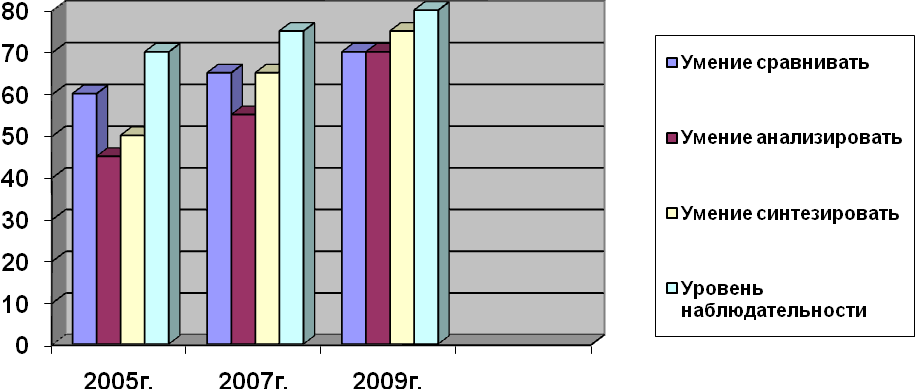 80
70
60
50
40
30
20
10
0
2005г. 2007г. 2009г.
Умение сравнивать
Умение анализировать
Умение синтезировать
Уровень
наблюдательности